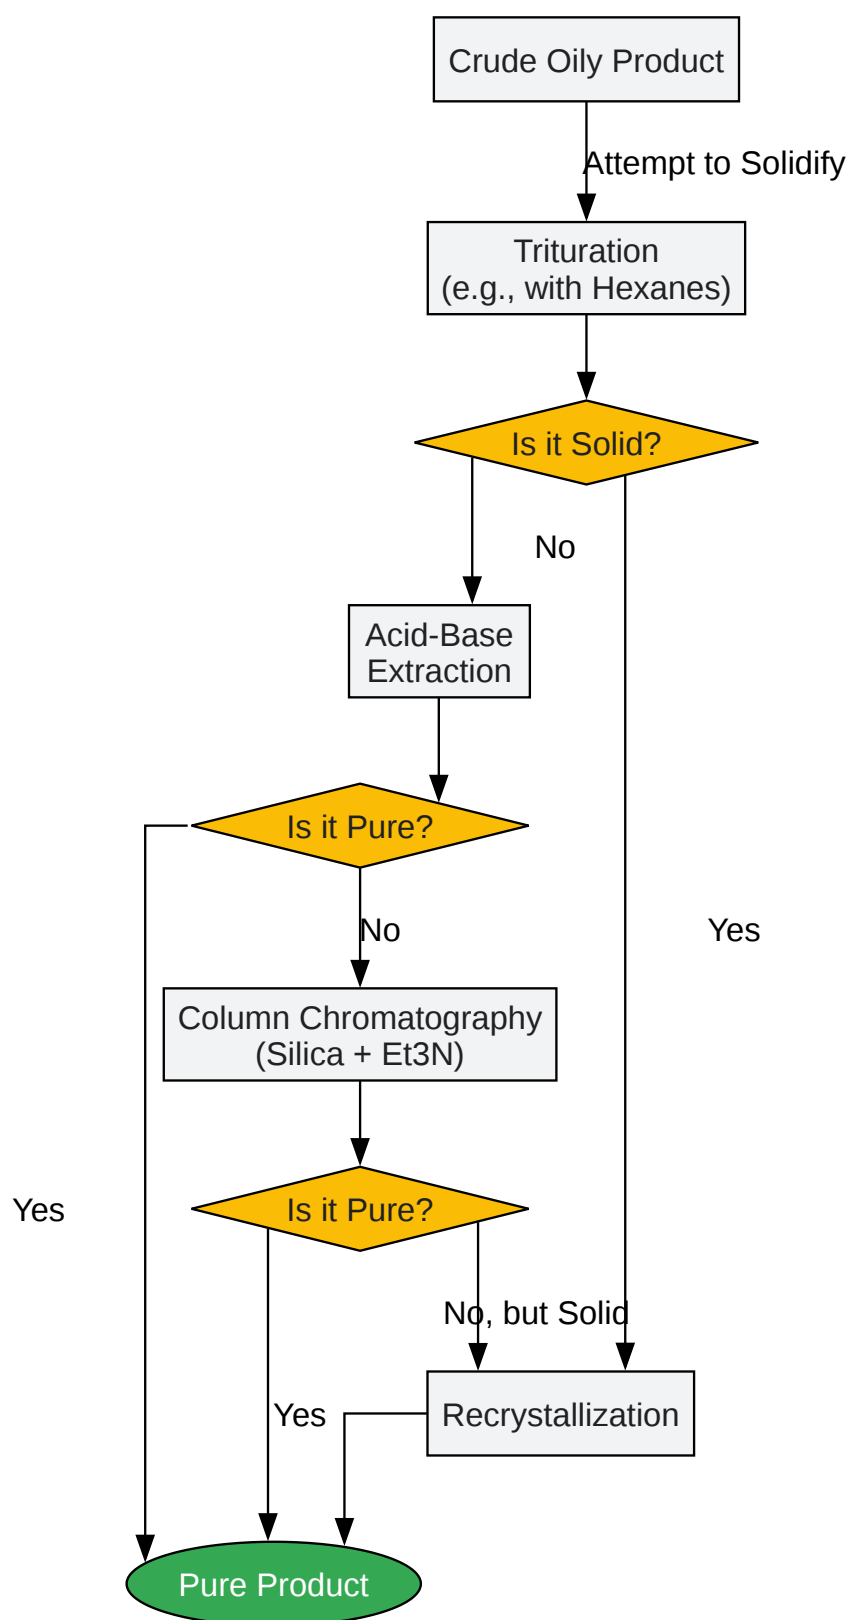 Crude Oily Product
Attempt to Solidify
Trituration
(e.g., with Hexanes)
Is it Solid?
No
Acid-Base
Extraction
Is it Pure?
No
Yes
Column Chromatography
(Silica + Et3N)
Yes
Is it Pure?
No, but Solid
Yes
Recrystallization
Pure Product